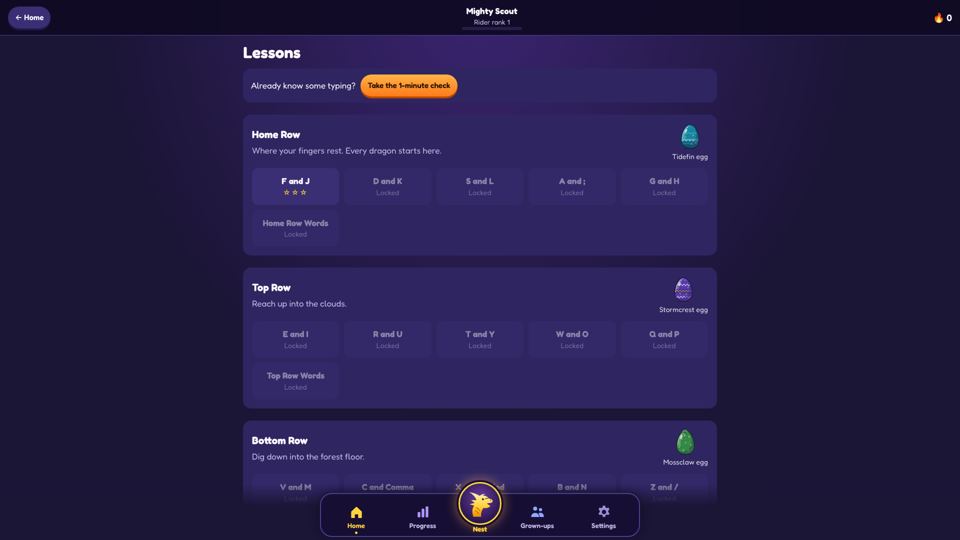 ← Home
Mighty Scout
Rider rank 1
🔥 0
Lessons
Already know some typing?
Take the 1-minute check
Home Row
Where your fingers rest. Every dragon starts here.
Tidefin egg
F and J
☆ ☆ ☆
D and K
Locked
S and L
Locked
A and ;
Locked
G and H
Locked
Home Row Words
Locked
Top Row
Reach up into the clouds.
Stormcrest egg
E and I
Locked
R and U
Locked
T and Y
Locked
W and O
Locked
Q and P
Locked
Top Row Words
Locked
Bottom Row
Dig down into the forest floor.
Mossclaw egg
V and M
C and Comma
B and N
Z and /
Home
Progress
Nest
Grown-ups
Settings